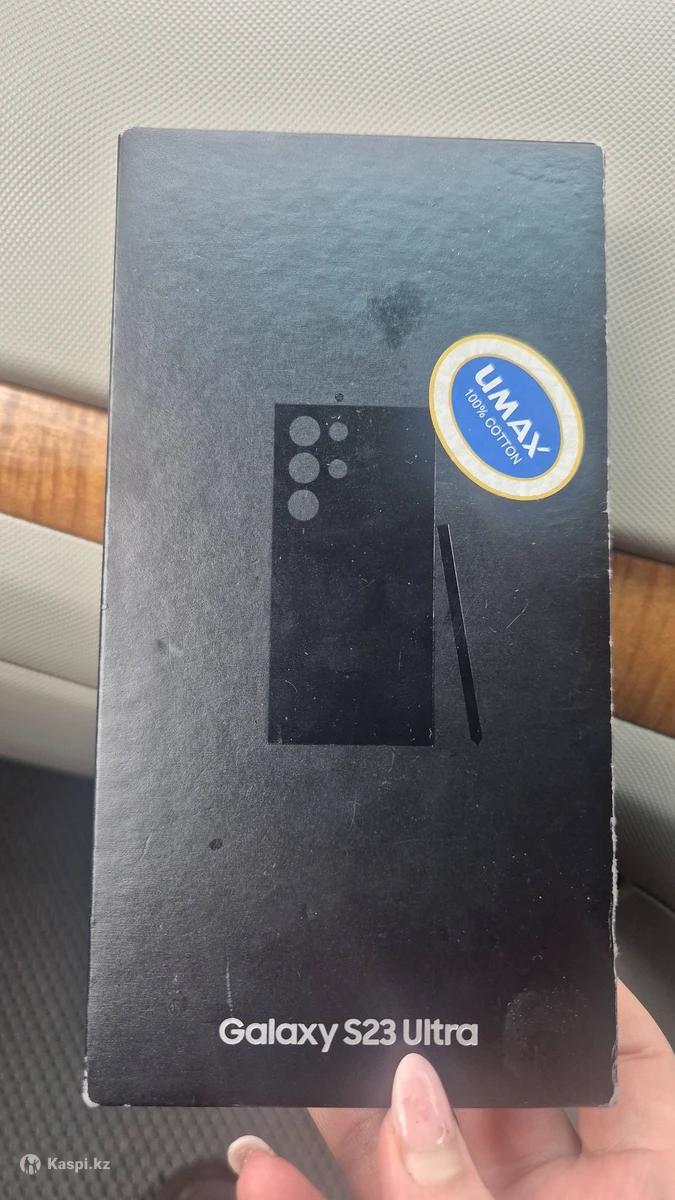 UMAX
100% COTTON
Galaxy S23 Ultra
Kaspi.kz